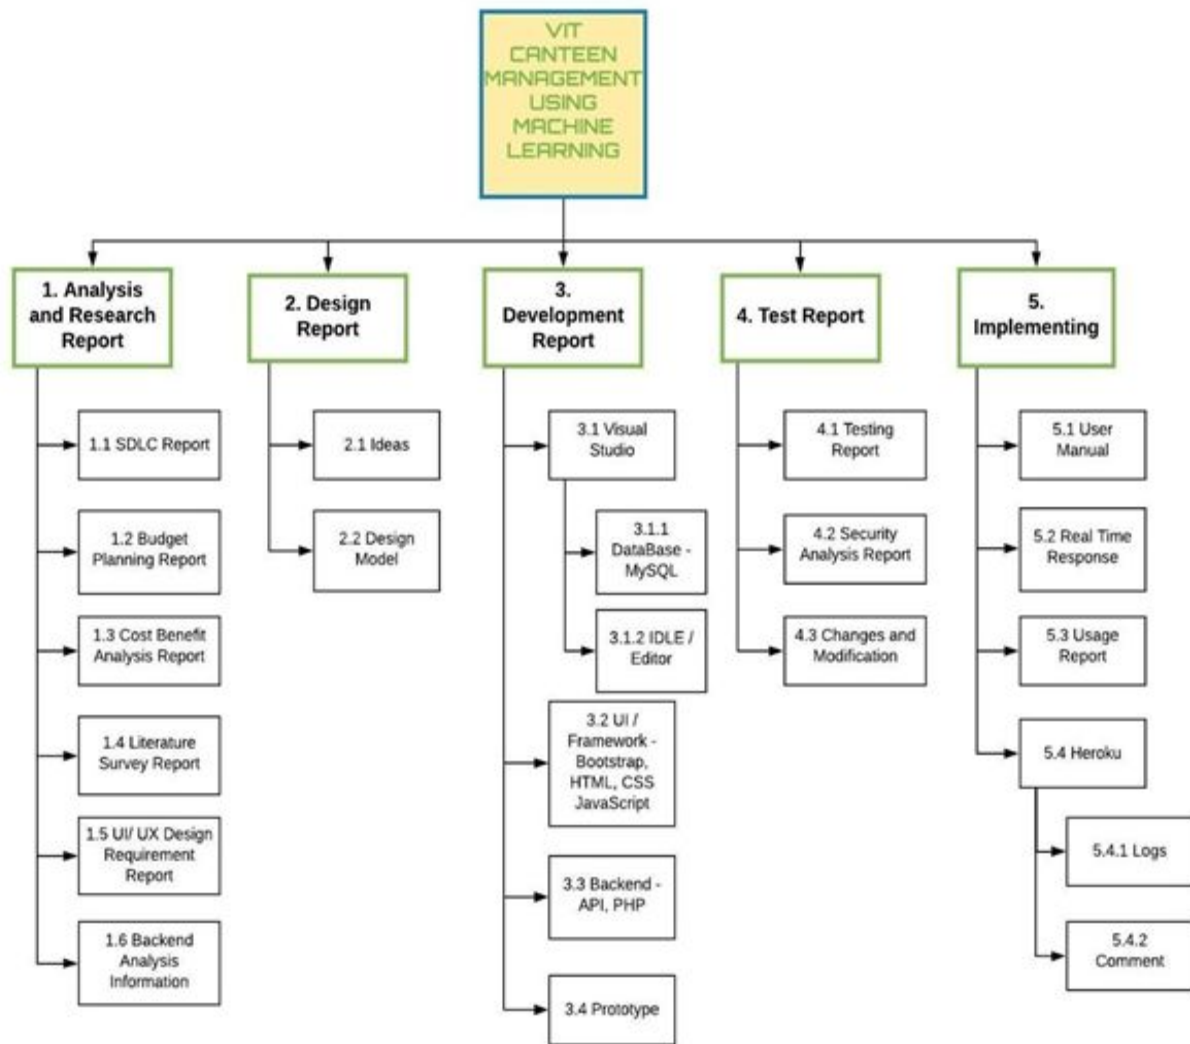 VIT
CANTEEN
MANAGEMENT
USING
MACHINE
LEARNING
1. Analysis
and Research
Report
1.1 SDLC Report
1.2 Budget
Planning Report
1.3 Cost Benefit
Analysis Report
1.4 Literature
Survey Report
1.5 UI/ UX Design
Requirement
Report
1.6 Backend
Analysis
Information
2. Design
Report
2.1 Ideas
2.2 Design
Model
3.
Development
Report
3.1 Visual
Studio
3.1.1
DataBase -
MySQL
3.1.2 IDLE /
Editor
3.2 UI /
Framework -
Bootstrap,
HTML, CSS
JavaScript
3.3 Backend -
API, PHP
3.4 Prototype
4. Test Report
4.1 Testing
Report
4.2 Security
Analysis Report
4.3 Changes and
Modification
5.
Implementing
5.1 User
Manual
5.2 Real Time
Response
5.3 Usage
Report
5.4 Heroku
5.4.1 Logs
5.4.2
Comment